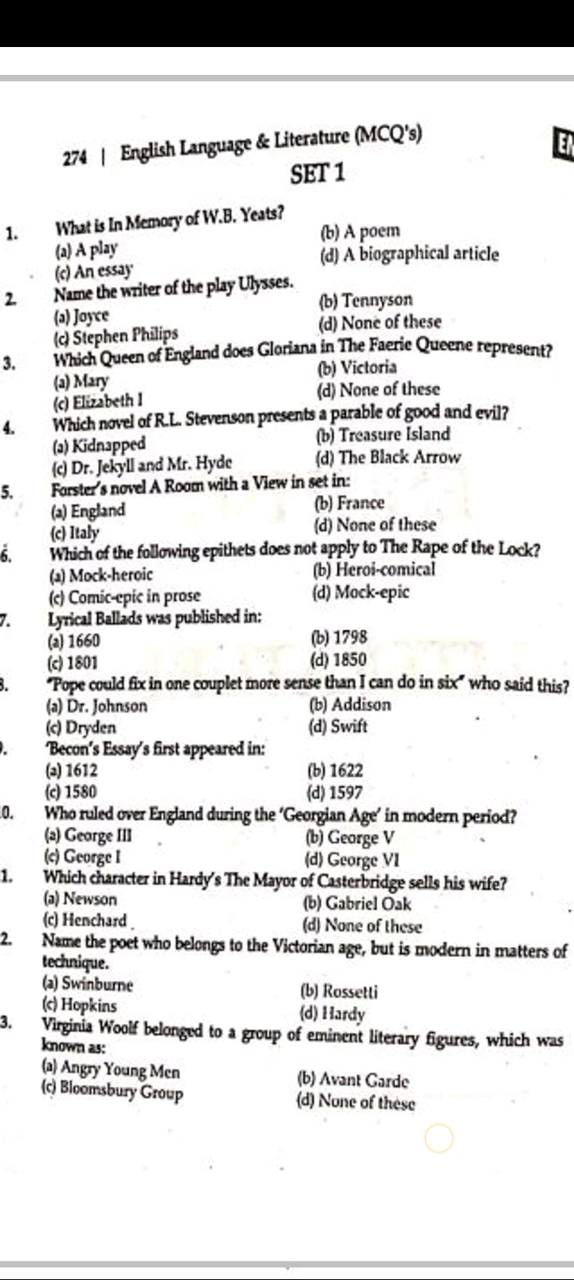 274 | English Language & Literature (MCQ's)
EN
SET 1
1. What is In Memory of W.B. Yeats?
(a) A play (b) A poem
(c) An essay (d) A biographical article
2. Name the writer of the play Ulysses.
(a) Joyce (b) Tennyson
(c) Stephen Philips (d) None of these
3. Which Queen of England does Gloriana in The Faerie Queene represent?
(a) Mary (b) Victoria
(c) Elizabeth I (d) None of these
4. Which novel of R.L. Stevenson presents a parable of good and evil?
(a) Kidnapped (b) Treasure Island
(c) Dr. Jekyll and Mr. Hyde (d) The Black Arrow
5. Forster's novel A Room with a View in set in:
(a) England (b) France
(c) Italy (d) None of these
6. Which of the following epithets does not apply to The Rape of the Lock?
(a) Mock-heroic (b) Heroi-comical
(c) Comic-epic in prose (d) Mock-epic
7. Lyrical Ballads was published in:
(a) 1660 (b) 1798
(c) 1801 (d) 1850
8. "Pope could fix in one couplet more sense than I can do in six" who said this?
(a) Dr. Johnson (b) Addison
(c) Dryden (d) Swift
. 'Becon's Essay's first appeared in:
(a) 1612 (b) 1622
(c) 1580 (d) 1597
0. Who ruled over England during the 'Georgian Age' in modern period?
(a) George III (b) George V
(c) George I (d) George VI
1. Which character in Hardy's The Mayor of Casterbridge sells his wife?
(a) Newson (b) Gabriel Oak
(c) Henchard (d) None of these
2. Name the poet who belongs to the Victorian age, but is modern in matters of
technique.
(a) Swinburne (b) Rossetti
(c) Hopkins (d) Hardy
3. Virginia Woolf belonged to a group of eminent literary figures, which was
known as:
(a) Angry Young Men (b) Avant Garde
(c) Bloomsbury Group (d) None of these